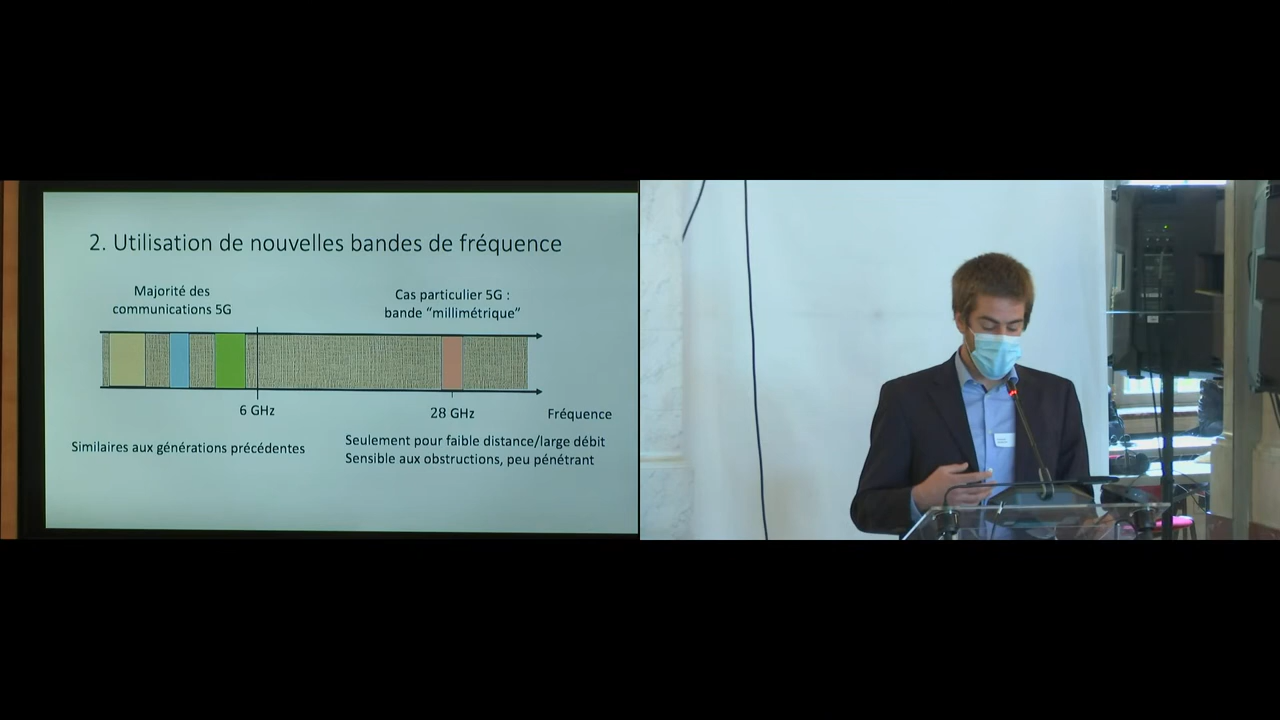 2. Utilisation de nouvelles bandes de fréquence
Majorité des
communications 5G
Cas particulier 5G :
bande “millimétrique”
6 GHz
28 GHz
Fréquence
Similaires aux générations précédentes
Seulement pour faible distance/large débit
Sensible aux obstructions, peu pénétrant